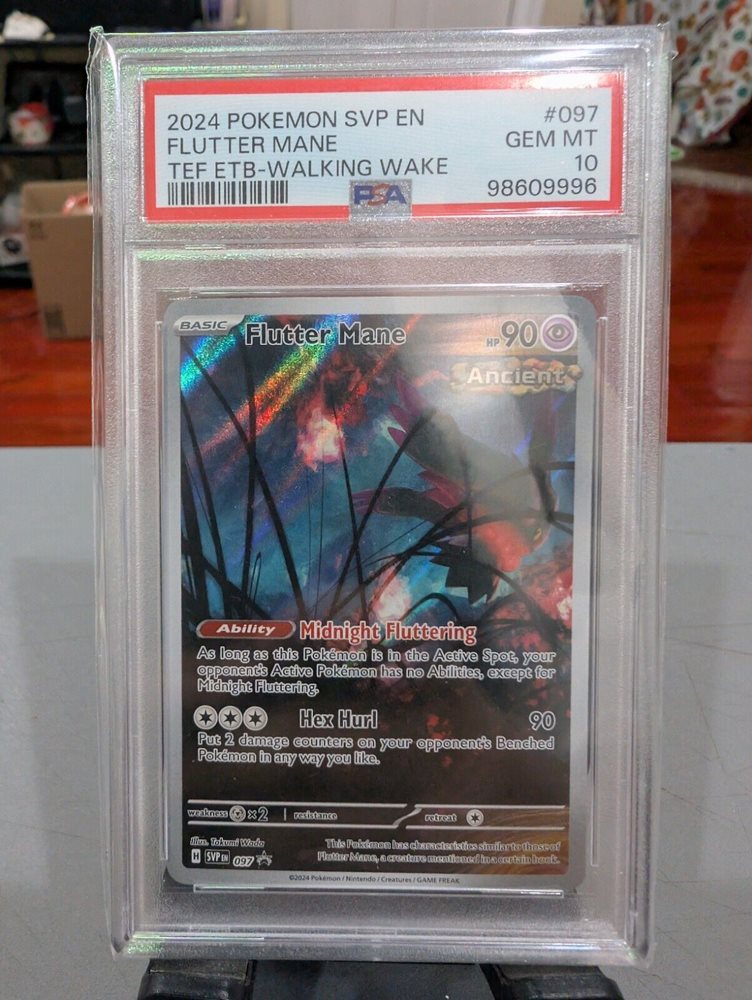 2024 POKEMON SVP EN #097
FLUTTER MANE GEM MT
TEF ETB-WALKING WAKE 10
PSA 98609996
BASIC Flutter Mane HP 90
Ancient
Ability Midnight Fluttering
As long as this Pokémon is in the Active Spot, your
opponent's Active Pokémon has no Abilities, except for
Midnight Fluttering.
Hex Hurl 90
Put 2 damage counters on your opponent's Benched
Pokémon in any way you like.
weakness ×2 resistance retreat
Illus. Takumi Wada
This Pokémon has characteristics similar to those of
Flutter Mane, a creature mentioned in a certain book.
H SVP EN 097
©2024 Pokémon / Nintendo / Creatures / GAME FREAK